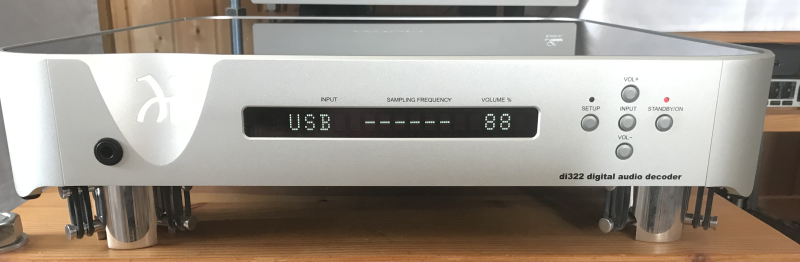 VOL+
INPUT SAMPLING FREQUENCY VOLUME %
SETUP INPUT STANDBY/ON
USB ------ 88
VOL-
di322 digital audio decoder